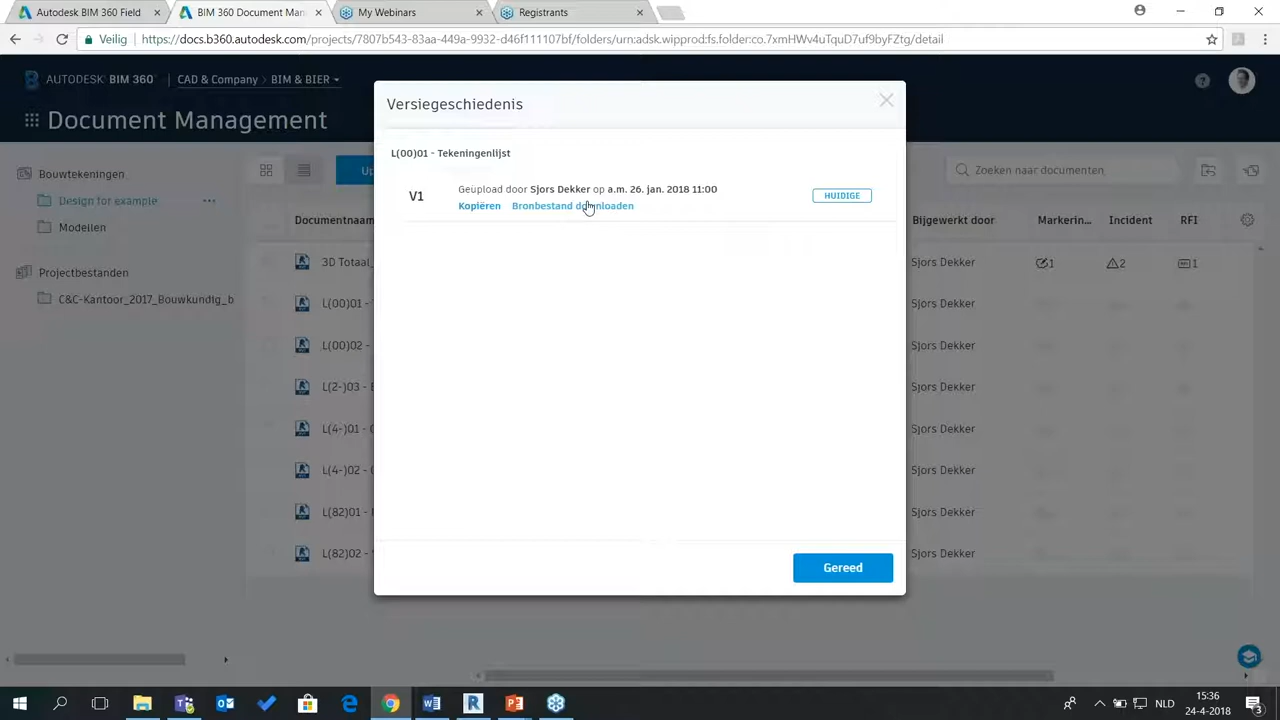 Autodesk BIM 360 Field
BIM 360 Document Man
My Webinars
Registrants
Veilig
https://docs.b360.autodesk.com/projects/7807b543-83aa-449a-9932-d46f111107bf/folders/urn:adsk.wipprod:fs.folder:co.7xmHWv4uTquD7uf9byFZtg/detail
AUTODESK BIM 360
CAD & Company > BIM & BIER
Document Management
Versiegeschiedenis
L(00)01 - Tekeningenlijst
V1
Geüpload door Sjors Dekker op a.m. 26. jan. 2018 11:00
HUIDIGE
Kopiëren Bronbestand downloaden
Gereed
Bouwtekeningen
Design for example
Modellen
Projectbestanden
C&C-Kantoor_2017_Bouwkundig_b
Up
Zoeken naar documenten
Documentnaam
Bijgewerkt door
Markerin...
Incident
RFI
3D Totaal_
Sjors Dekker
1
2
1
L(00)01 -
Sjors Dekker
L(00)02 -
Sjors Dekker
L(2-)03 -
Sjors Dekker
L(4-)01 -
Sjors Dekker
L(4-)02 -
Sjors Dekker
L(82)01 -
Sjors Dekker
L(82)02 -
Sjors Dekker
NLD
15:36
24-4-2018
3